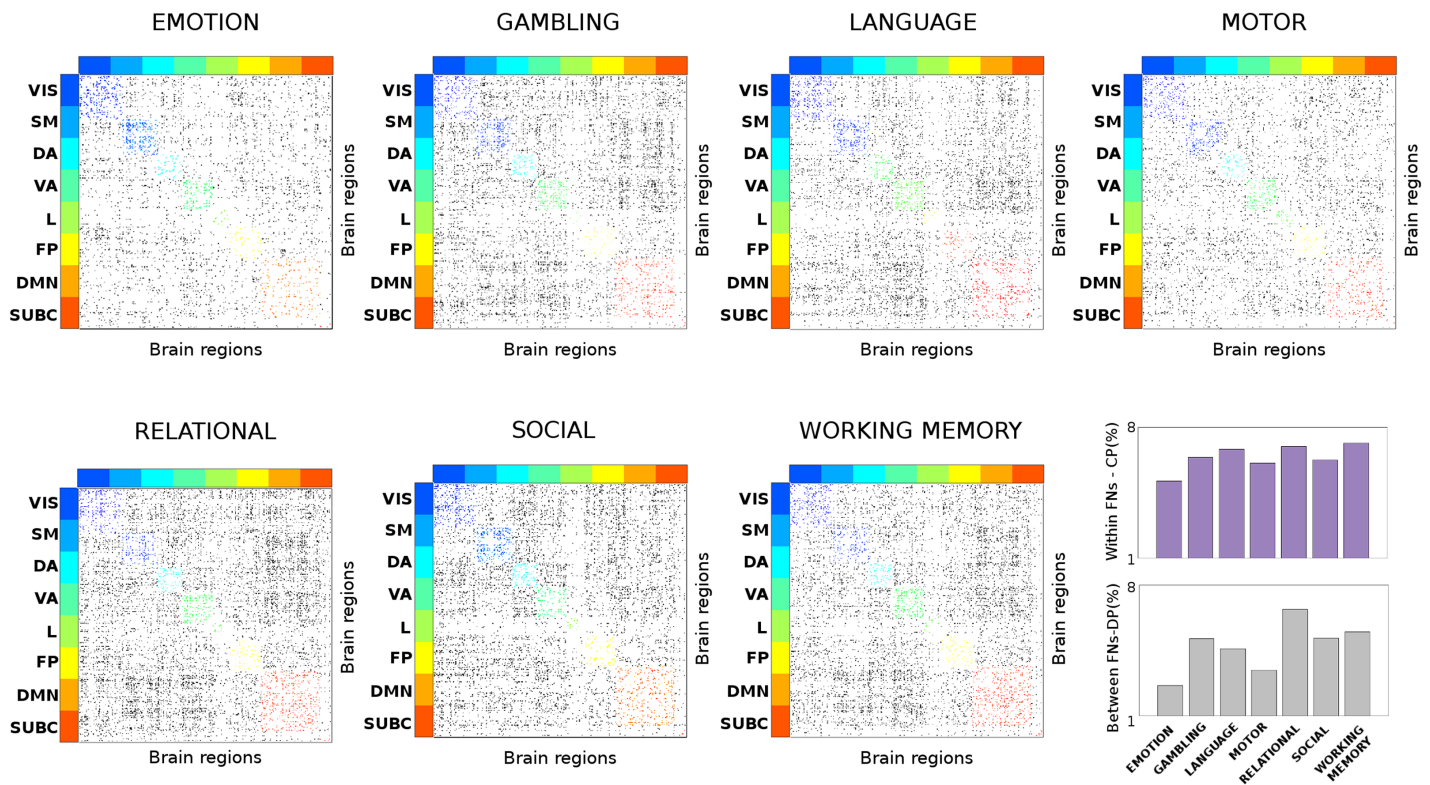 EMOTION
GAMBLING
LANGUAGE
MOTOR
VIS
SM
DA
VA
L
FP
DMN
SUBC
Brain regions
Brain regions
VIS
SM
DA
VA
L
FP
DMN
SUBC
Brain regions
Brain regions
VIS
SM
DA
VA
L
FP
DMN
SUBC
Brain regions
Brain regions
VIS
SM
DA
VA
L
FP
DMN
SUBC
Brain regions
Brain regions
RELATIONAL
SOCIAL
WORKING MEMORY
VIS
SM
DA
VA
L
FP
DMN
SUBC
Brain regions
Brain regions
VIS
SM
DA
VA
L
FP
DMN
SUBC
Brain regions
Brain regions
VIS
SM
DA
VA
L
FP
DMN
SUBC
Brain regions
Brain regions
8
Within FNs - CP(%)
1
8
Between FNs-DP(%)
1
EMOTION
GAMBLING
LANGUAGE
MOTOR
RELATIONAL
SOCIAL
WORKING
MEMORY